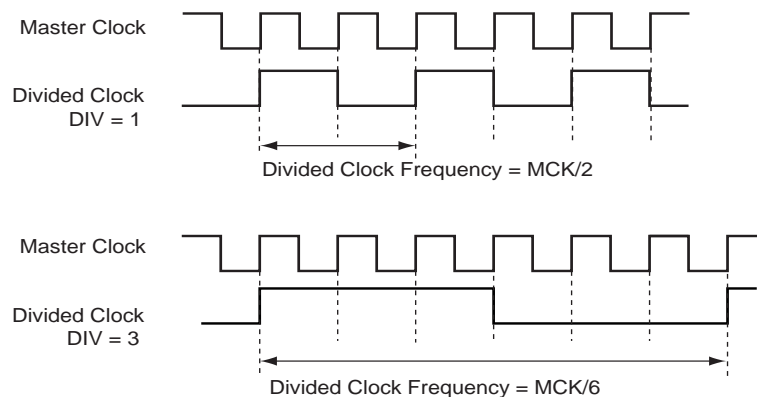 Master Clock
Divided Clock
DIV = 1
Divided Clock Frequency = MCK/2
Master Clock
Divided Clock
DIV = 3
Divided Clock Frequency = MCK/6